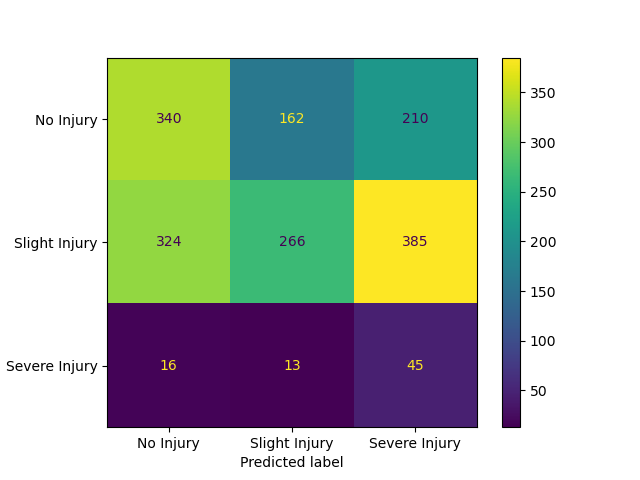 No Injury 340 162 210
Slight Injury 324 266 385
Severe Injury 16 13 45
No Injury Slight Injury Severe Injury
Predicted label
350
300
250
200
150
100
50